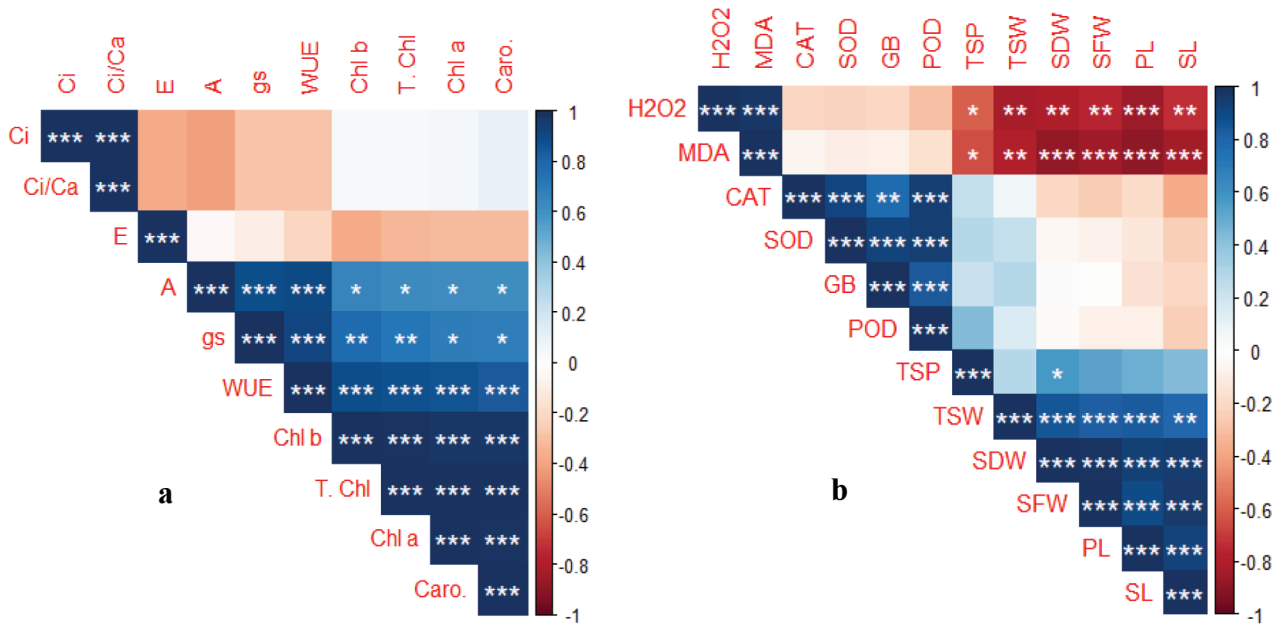 Ci Ci/Ca E A gs WUE Chl b T. Chl Chl a Caro.
Ci *** ***
Ci/Ca ***
E ***
A *** *** *** * * * *
gs *** *** ** ** * *
WUE *** *** *** *** ***
Chl b *** *** *** ***
T. Chl *** *** ***
Chl a *** ***
Caro. ***
a
1
0.8
0.6
0.4
0.2
0
-0.2
-0.4
-0.6
-0.8
-1
H2O2 MDA CAT SOD GB POD TSP TSW SDW SFW PL SL
H2O2 *** *** * ** ** ** *** **
MDA *** * ** *** *** *** ***
CAT *** *** ** ***
SOD *** *** ***
GB *** ***
POD ***
TSP *** *
TSW *** *** *** *** **
SDW *** *** *** ***
SFW *** *** ***
PL *** ***
SL ***
b
1
0.8
0.6
0.4
0.2
0
-0.2
-0.4
-0.6
-0.8
-1